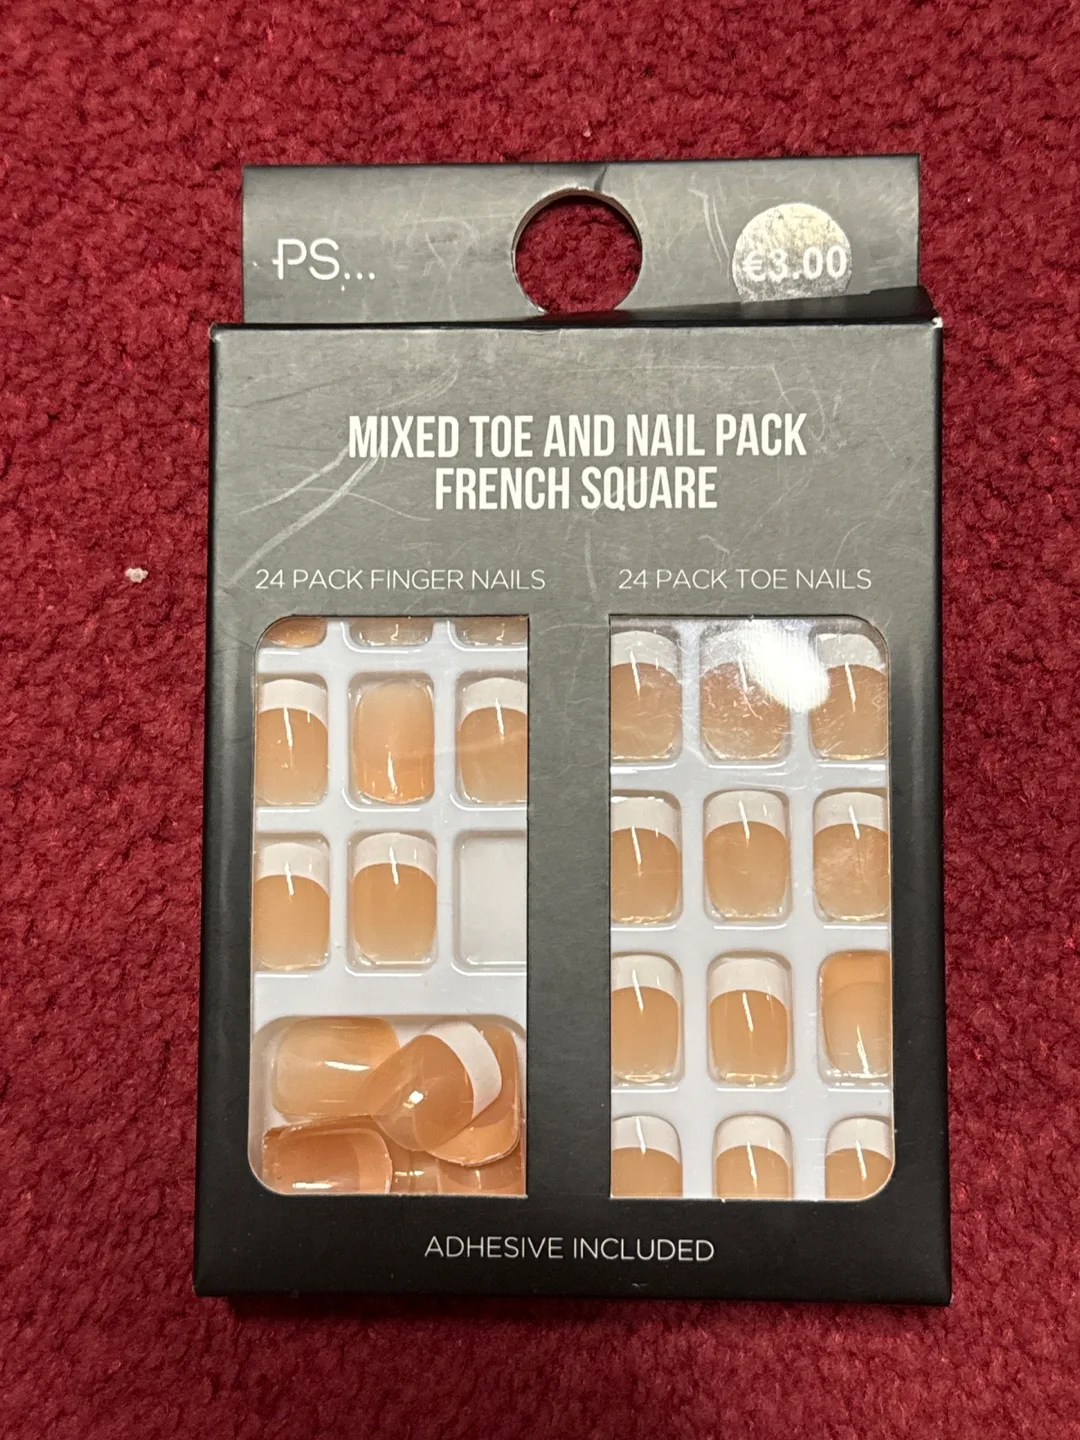 PS...
€3.00
MIXED TOE AND NAIL PACK
FRENCH SQUARE
24 PACK FINGER NAILS
24 PACK TOE NAILS
ADHESIVE INCLUDED